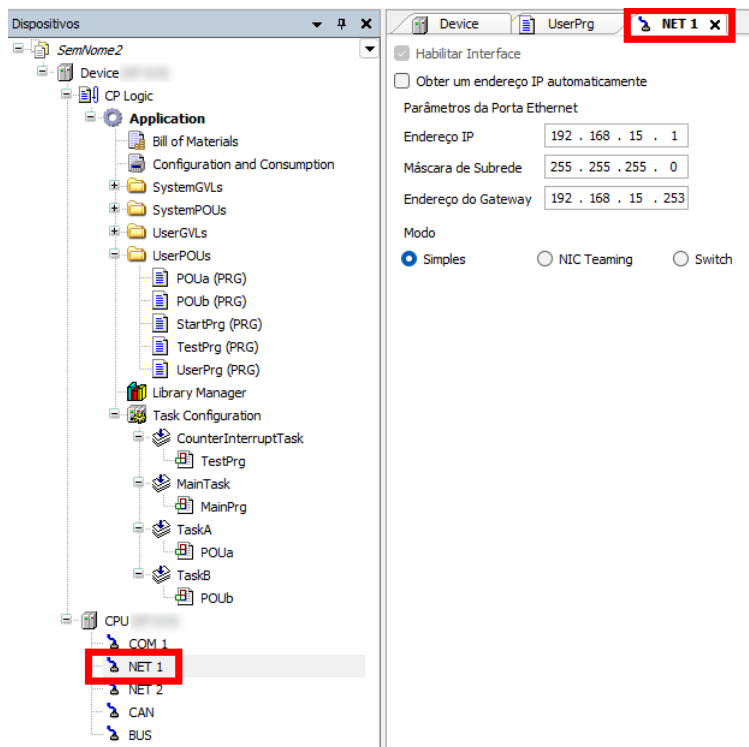 Dispositivos
SemNome2
Device
CP Logic
Application
Bill of Materials
Configuration and Consumption
SystemGVLs
SystemPOUs
UserGVLs
UserPOUs
POUa (PRG)
POUb (PRG)
StartPrg (PRG)
TestPrg (PRG)
UserPrg (PRG)
Library Manager
Task Configuration
CounterInterruptTask
TestPrg
MainTask
MainPrg
TaskA
POUa
TaskB
POUb
CPU
COM 1
NET 1
NET 2
CAN
BUS
Device UserPrg NET 1
Habilitar Interface
Obter um endereço IP automaticamente
Parâmetros da Porta Ethernet
Endereço IP 192 . 168 . 15 . 1
Máscara de Subrede 255 . 255 . 255 . 0
Endereço do Gateway 192 . 168 . 15 . 253
Modo
Simples NIC Teaming Switch